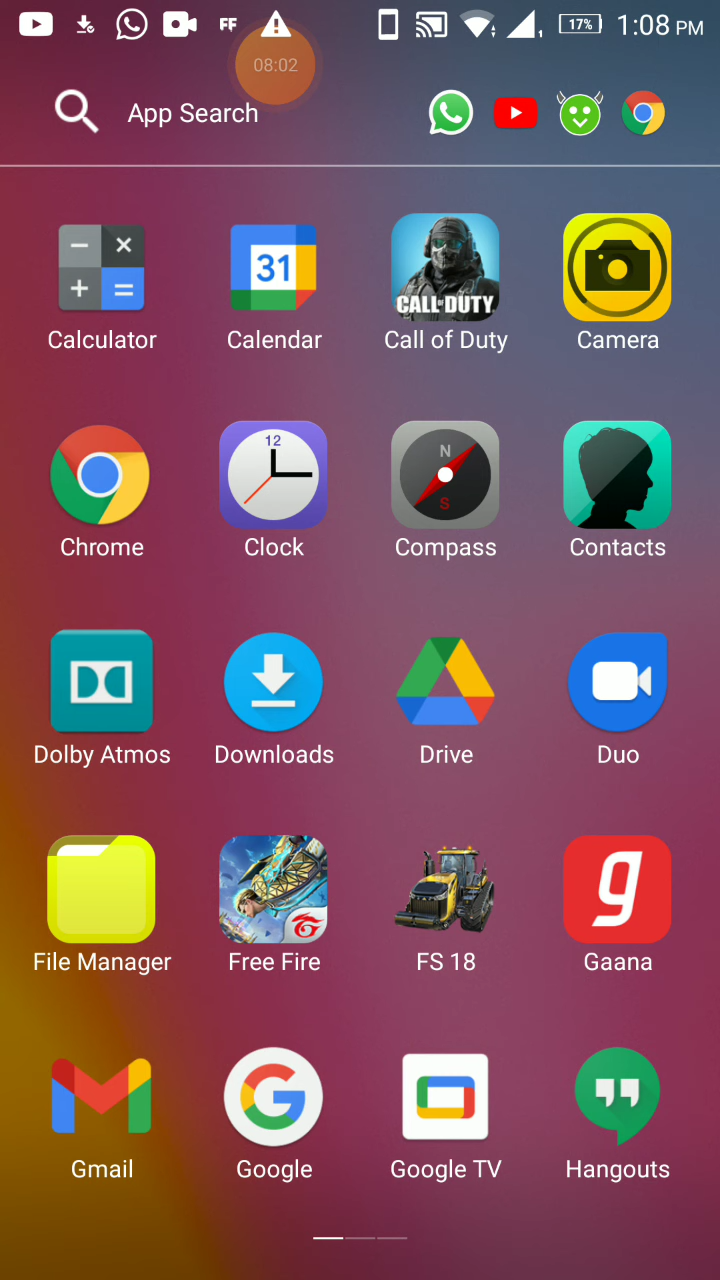 FF
17%
1:08 PM
08:02
App Search
31
CALL OF DUTY
Calculator
Calendar
Call of Duty
Camera
12
N
S
Chrome
Clock
Compass
Contacts
Dolby Atmos
Downloads
Drive
Duo
g
File Manager
Free Fire
FS 18
Gaana
G
Gmail
Google
Google TV
Hangouts